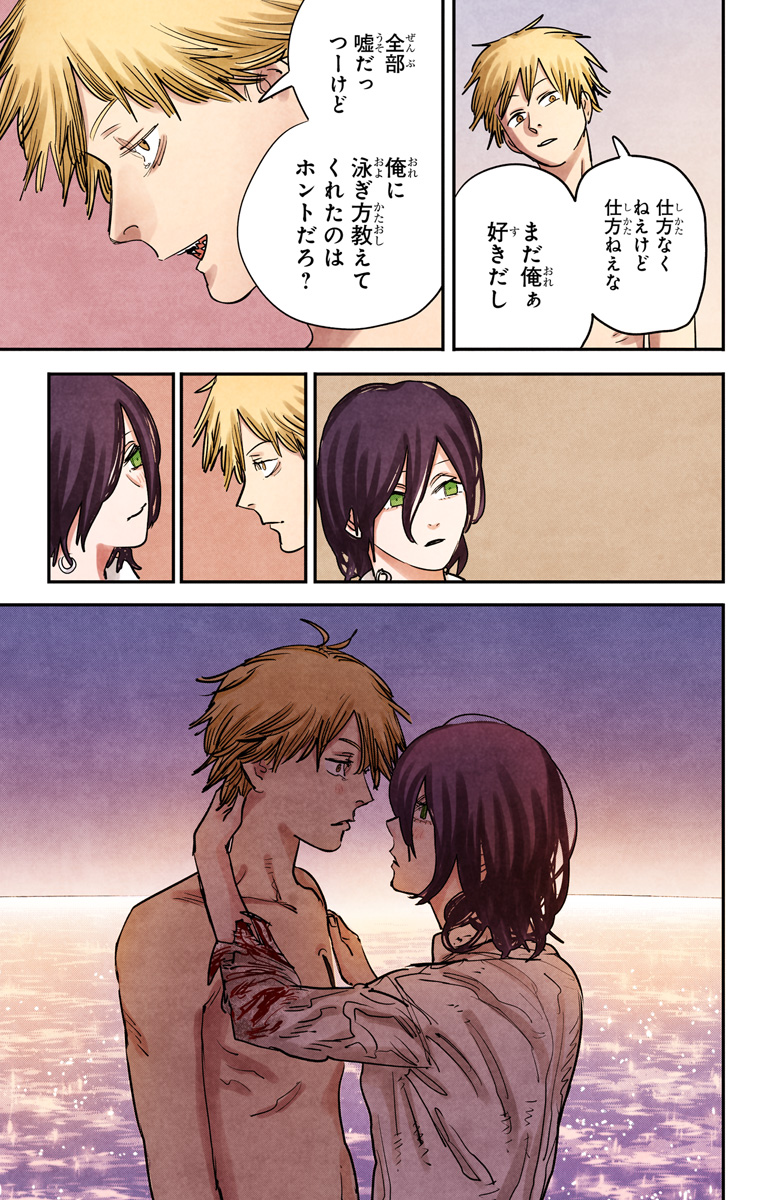 仕方なく
ねえけど
仕方ねえな
まだ俺ぁ
好きだし
全部
嘘だっ
つーけど
俺に
泳ぎ方教えて
くれたのは
ホントだろ？